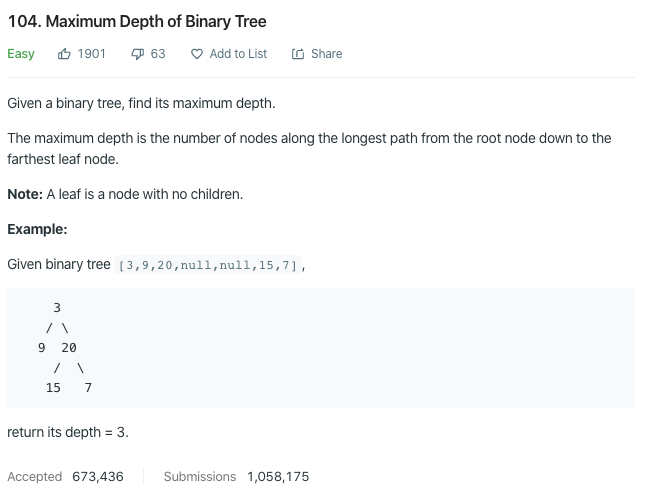 104. Maximum Depth of Binary Tree
Easy 1901 63 Add to List Share
Given a binary tree, find its maximum depth.
The maximum depth is the number of nodes along the longest path from the root node down to the
farthest leaf node.
Note: A leaf is a node with no children.
Example:
Given binary tree [3,9,20,null,null,15,7],
3
/ \
9 20
/ \
15 7
return its depth = 3.
Accepted 673,436 Submissions 1,058,175